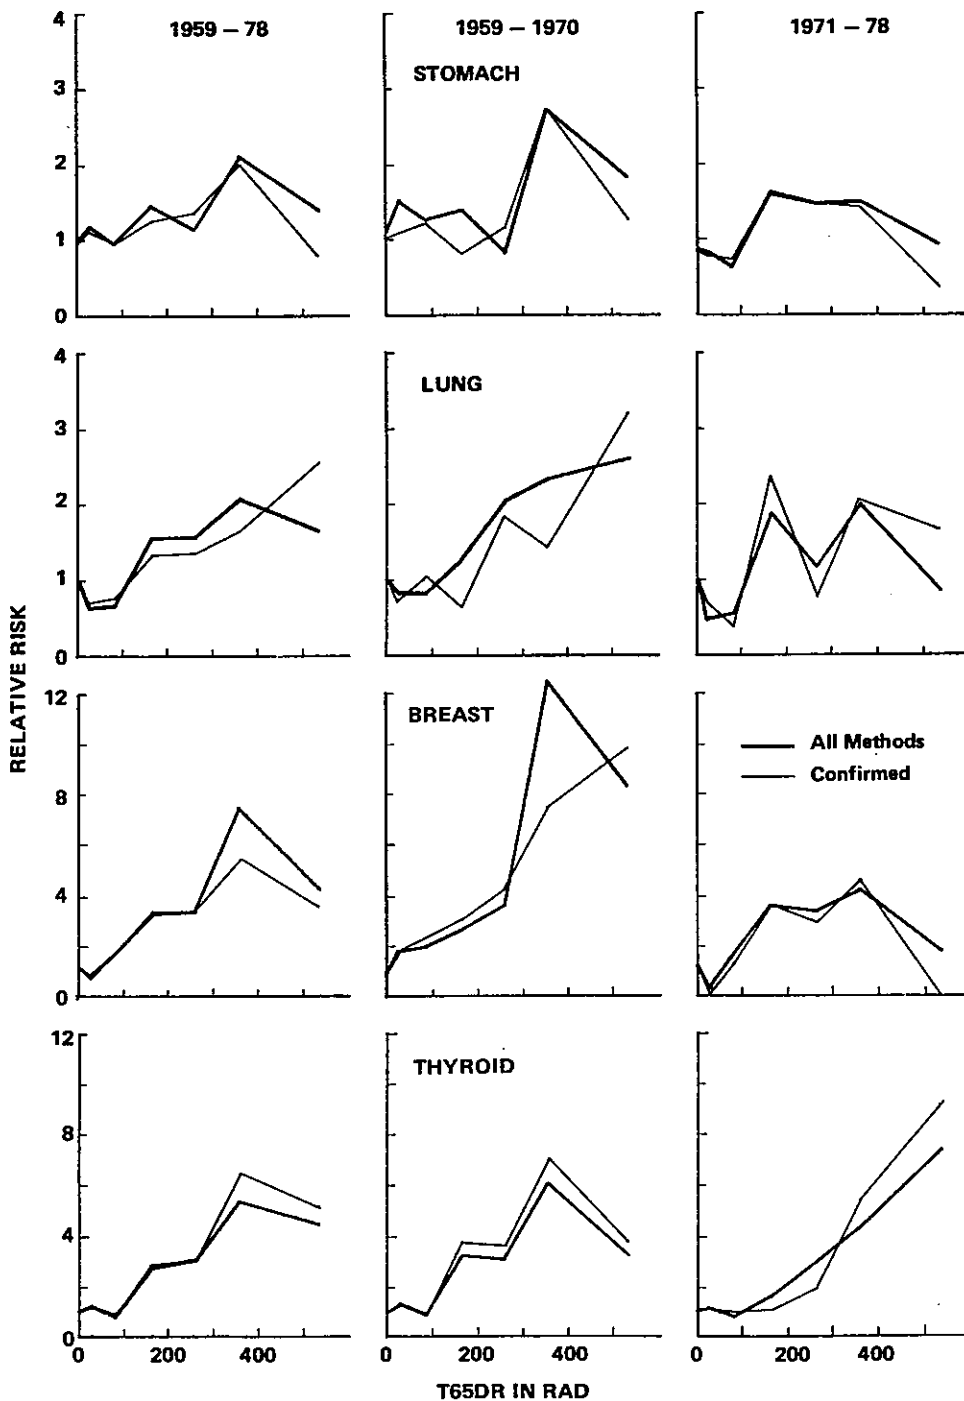 1959 – 78
1959 – 1970
1971 – 78
4
3
2
1
0
STOMACH
4
3
2
1
0
LUNG
RELATIVE RISK
12
8
4
0
BREAST
All Methods
Confirmed
12
8
4
0
THYROID
0 200 400
0 200 400
0 200 400
T65DR IN RAD